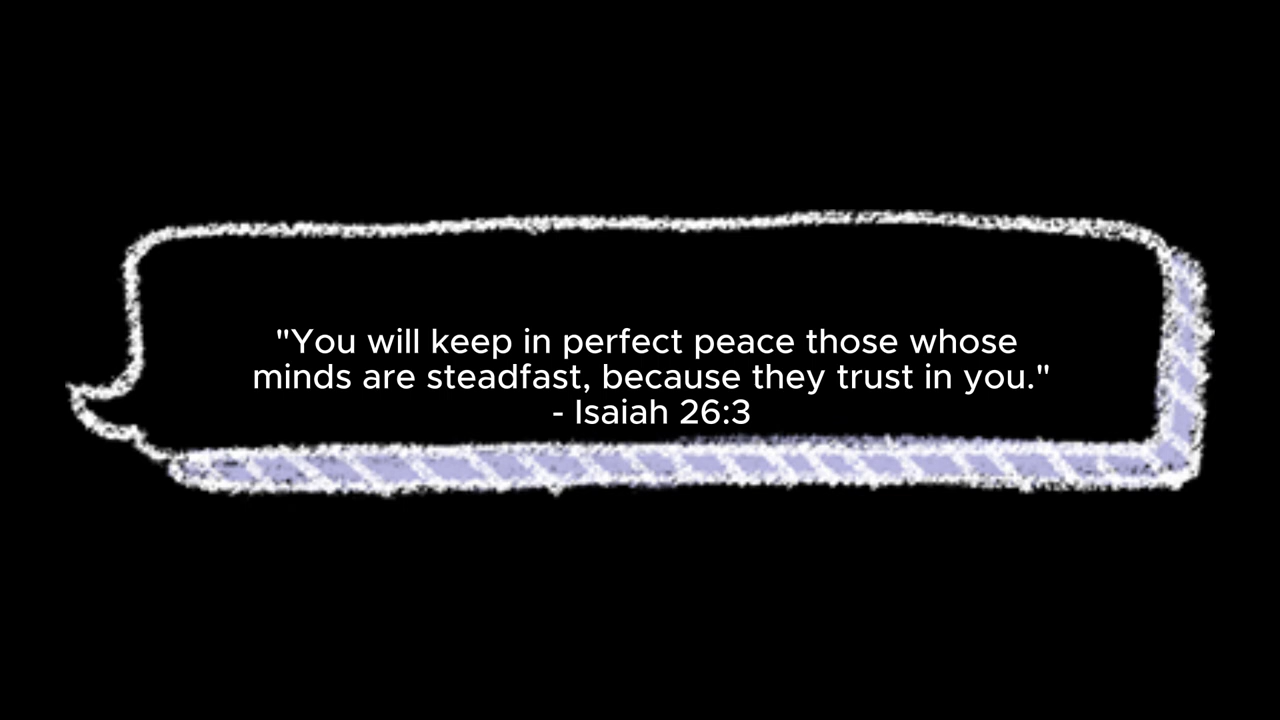 "You will keep in perfect peace those whose
minds are steadfast, because they trust in you."
- Isaiah 26:3